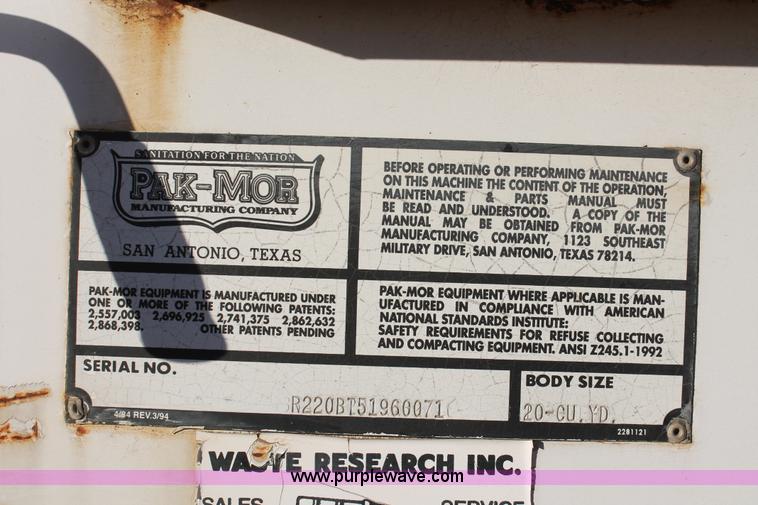 SANITATION FOR THE NATION
PAK-MOR
MANUFACTURING COMPANY
SAN ANTONIO, TEXAS
BEFORE OPERATING OR PERFORMING MAINTENANCE
ON THIS MACHINE THE CONTENT OF THE OPERATION,
MAINTENANCE & PARTS MANUAL MUST
BE READ AND UNDERSTOOD. A COPY OF THE
MANUAL MAY BE OBTAINED FROM PAK-MOR
MANUFACTURING COMPANY, 1123 SOUTHEAST
MILITARY DRIVE, SAN ANTONIO, TEXAS 78214.
PAK-MOR EQUIPMENT IS MANUFACTURED UNDER
ONE OR MORE OF THE FOLLOWING PATENTS:
2,557,003 2,696,925 2,741,375 2,862,632
2,868,398. OTHER PATENTS PENDING
PAK-MOR EQUIPMENT WHERE APPLICABLE IS MAN-
UFACTURED IN COMPLIANCE WITH AMERICAN
NATIONAL STANDARDS INSTITUTE:
SAFETY REQUIREMENTS FOR REFUSE COLLECTING
AND COMPACTING EQUIPMENT. ANSI Z245.1-1992
SERIAL NO.
R220BT51960071
4/84 REV.3/94
BODY SIZE
20-CU.YD.
2281121
WASTE RESEARCH INC.
www.purplewave.com
SALES SERVICE